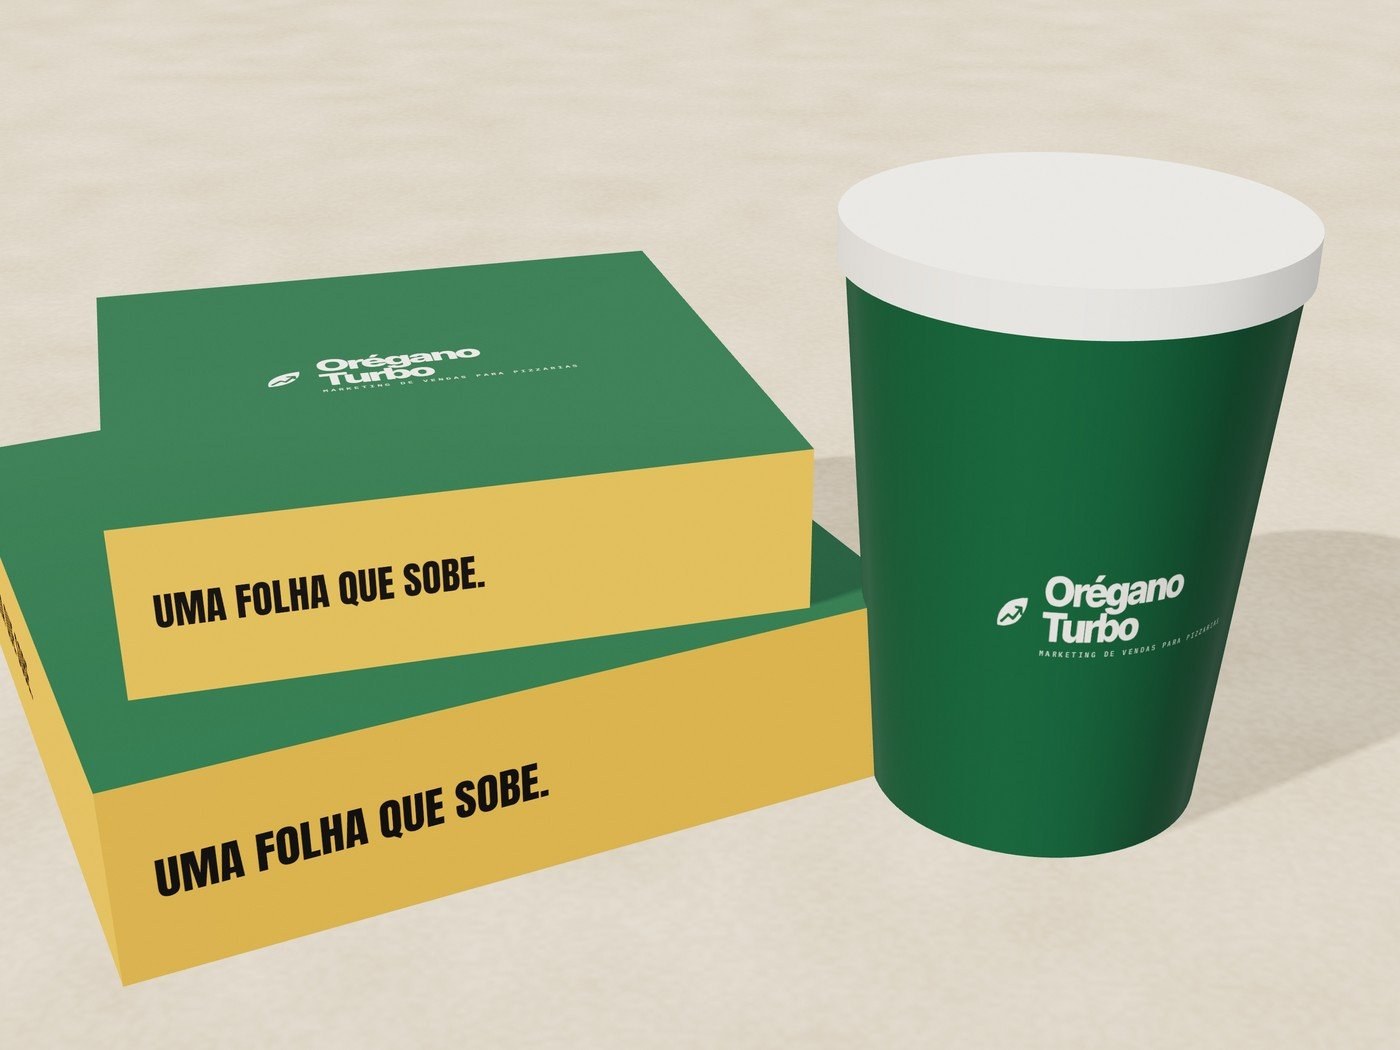 Orégano
Turbo
MARKETING DE VENDAS PARA PIZZARIAS
UMA FOLHA QUE SOBE.
UMA FOLHA QUE SOBE.
Orégano
Turbo
MARKETING DE VENDAS PARA PIZZARIAS